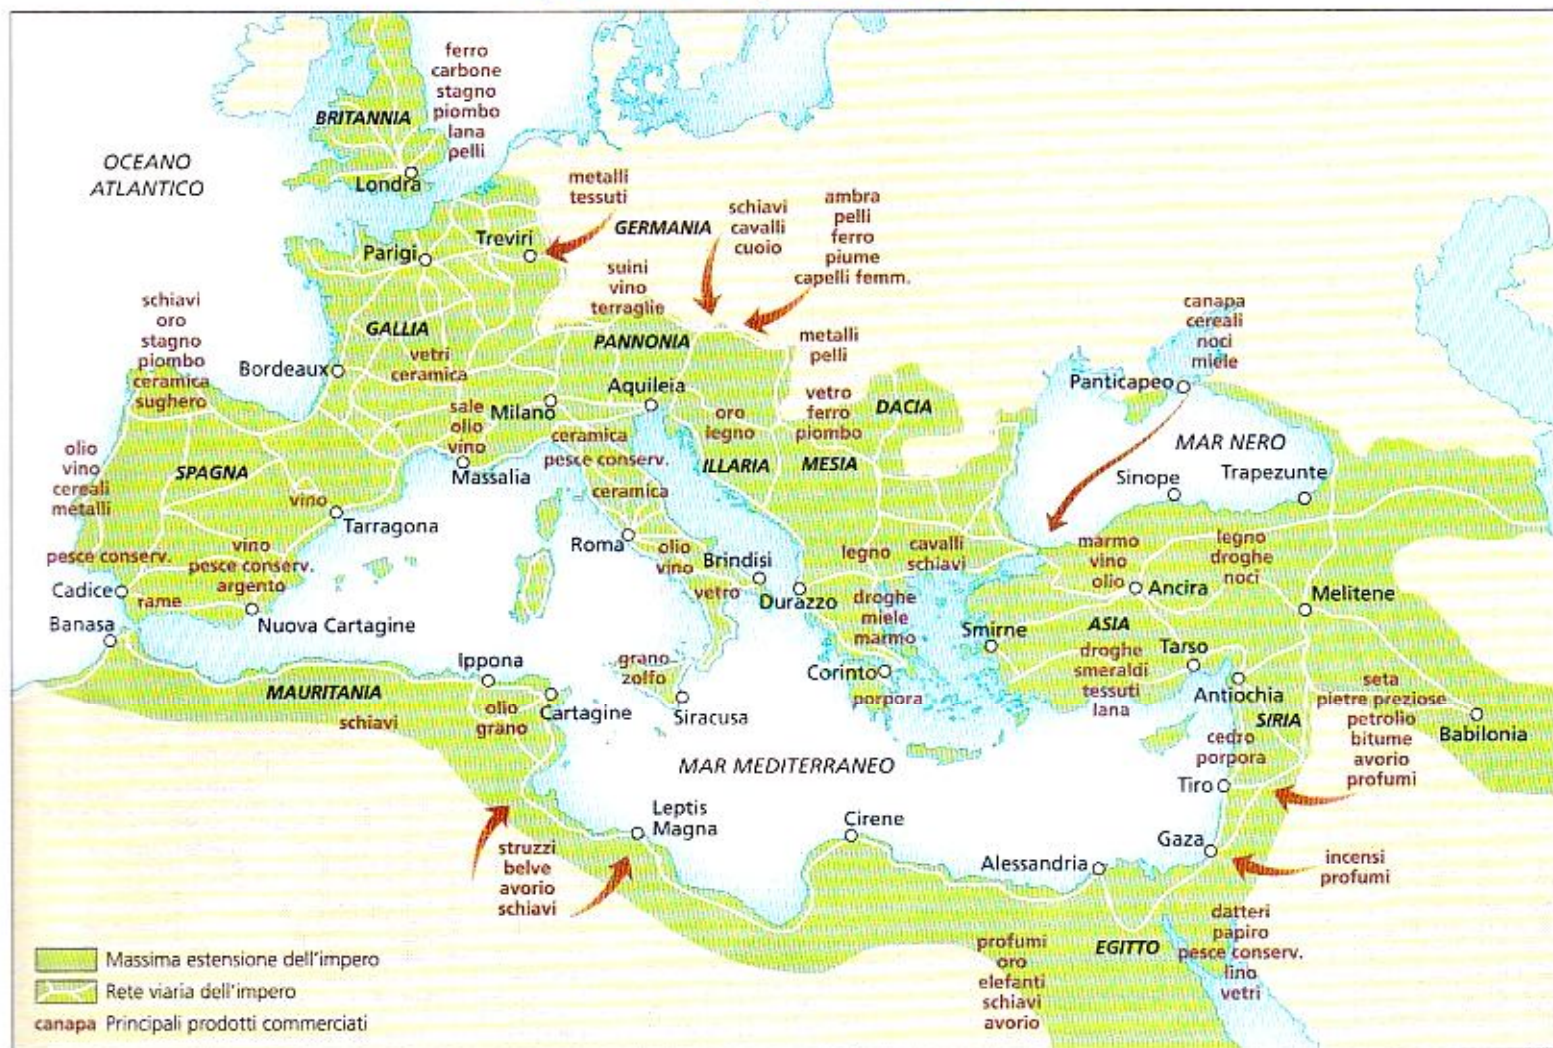 OCEANO
ATLANTICO
BRITANNIA
Londra
ferro
carbone
stagno
piombo
lana
pelli
metalli
tessuti
GERMANIA
schiavi
cavalli
cuoio
ambra
pelli
ferro
piume
capelli femm.
Parigi
Treviri
suini
vino
terraglie
schiavi
oro
stagno
piombo
ceramica
sughero
GALLIA
vetri
ceramica
Bordeaux
PANNONIA
metalli
pelli
canapa
cereali
noci
miele
Panticapeo
Milano
Aquileia
sale
olio
vino
Massalia
ceramica
pesce conserv.
ceramica
oro
legno
vetro
ferro
piombo
DACIA
ILLARIA
MESIA
MAR NERO
Sinope
Trapezunte
olio
vino
cereali
metalli
SPAGNA
vino
Tarragona
pesce conserv.
vino
pesce conserv.
argento
Cadice
rame
Nuova Cartagine
Banasa
Roma
olio
vino
Brindisi
vetro
Durazzo
legno
cavalli
schiavi
droghe
miele
marmo
marmo
vino
olio
legno
droghe
noci
Ancira
Melitene
Smirne
ASIA
droghe
smeraldi
tessuti
lana
Tarso
Antiochia
Corinto
porpora
grano
zolfo
Siracusa
Ippona
MAURITANIA
schiavi
olio
grano
Cartagine
SIRIA
seta
pietre preziose
petrolio
bitume
avorio
profumi
Babilonia
cedro
porpora
Tiro
MAR MEDITERRANEO
Leptis
Magna
Cirene
Gaza
Alessandria
struzzi
belve
avorio
schiavi
incensi
profumi
EGITTO
profumi
oro
elefanti
schiavi
avorio
datteri
papiro
pesce conserv.
lino
vetri
Massima estensione dell'impero
Rete viaria dell'impero
canapa Principali prodotti commerciati